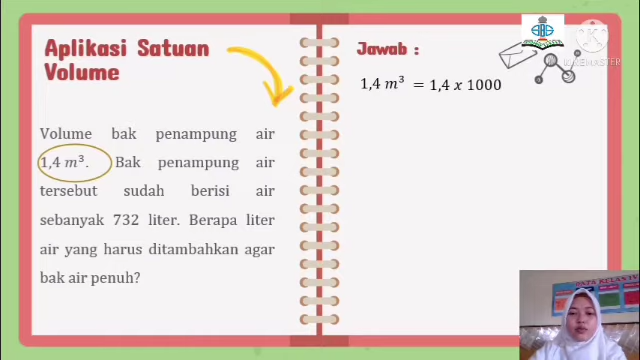 Aplikasi Satuan
Volume
Volume bak penampung air
1,4 m³. Bak penampung air
tersebut sudah berisi air
sebanyak 732 liter. Berapa liter
air yang harus ditambahkan agar
bak air penuh?
Jawab :
1,4 m³ = 1,4 x 1000